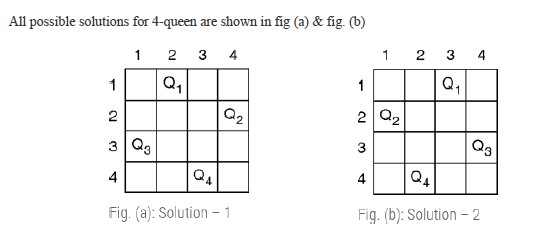 All possible solutions for 4-queen are shown in fig (a) & fig. (b)
1 2 3 4
1 Q1
2 Q2
3 Q3
4 Q4
Fig. (a): Solution – 1
1 2 3 4
1 Q1
2 Q2
3 Q3
4 Q4
Fig. (b): Solution – 2